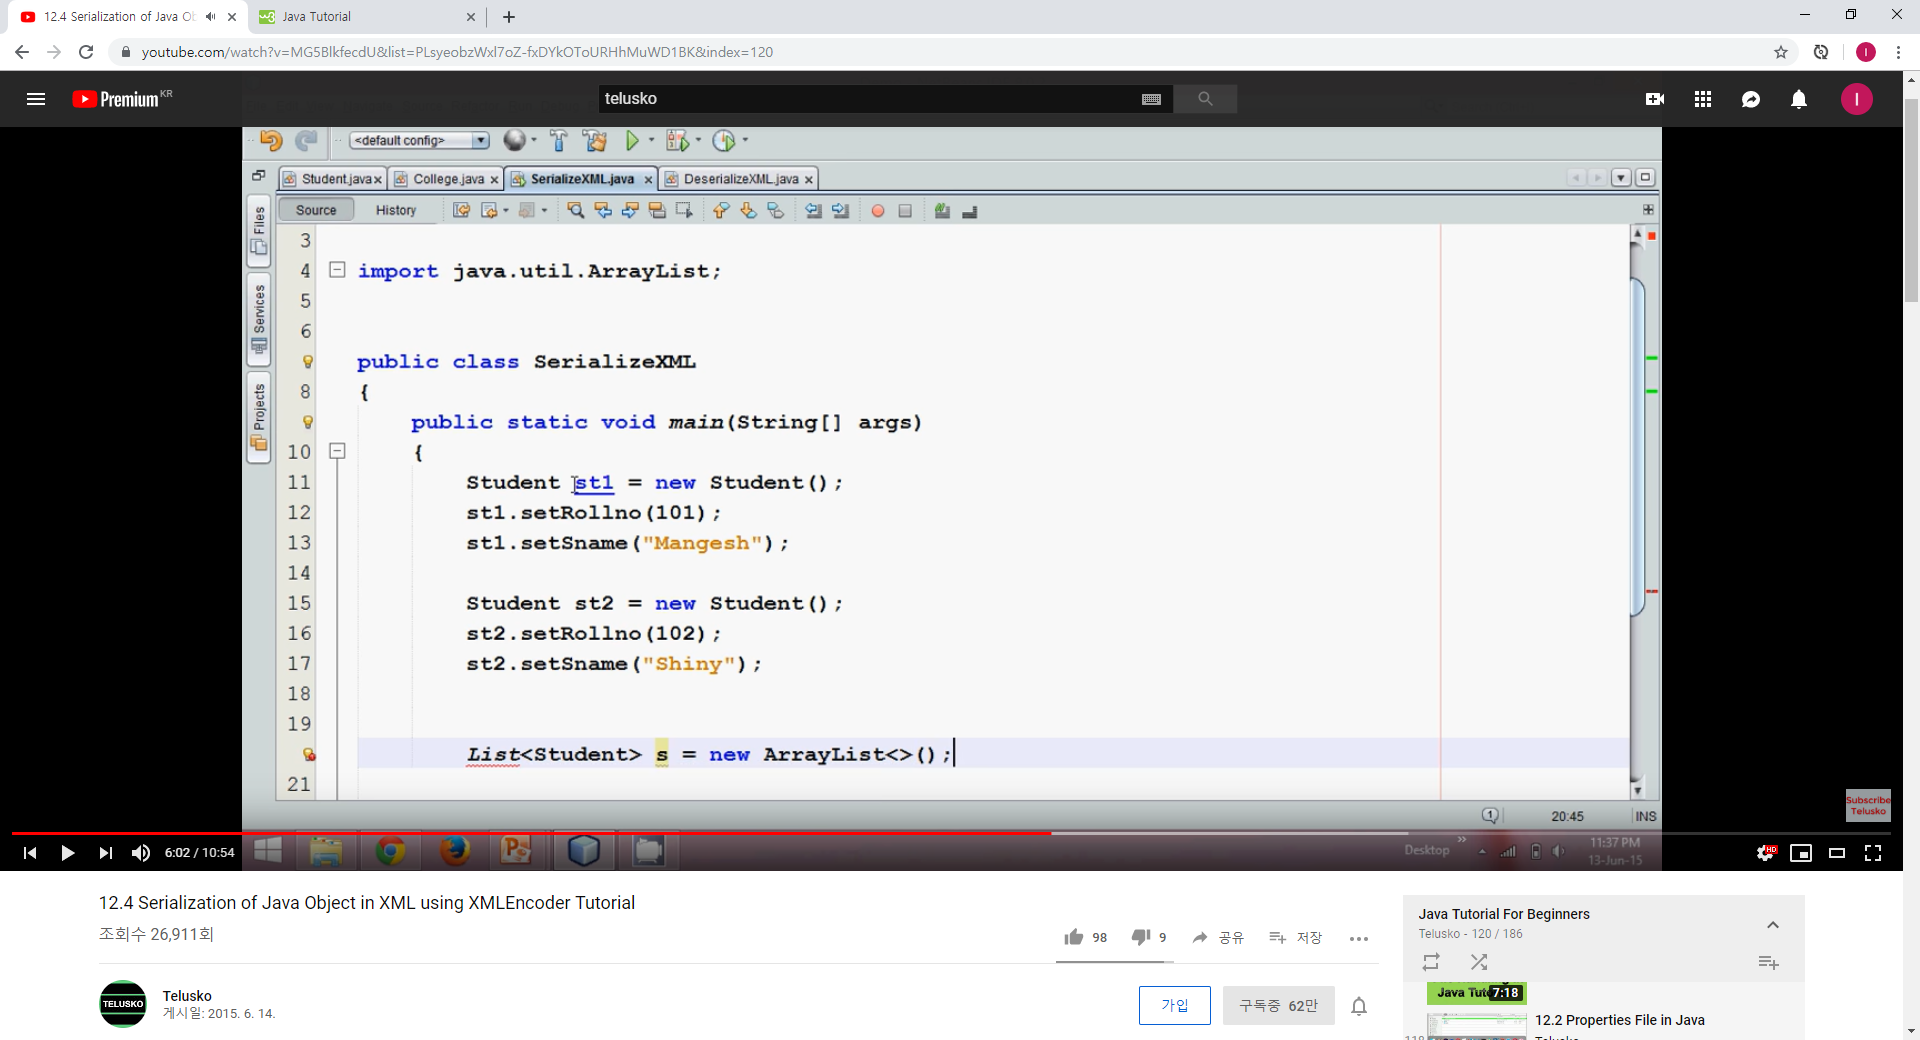 12.4 Serialization of Java O
Java Tutorial
youtube.com/watch?v=MG5BlkfecdU&list=PLsyeobzWxl7oZ-fxDYkOToURHhMuWD1BK&index=120
Premium KR
telusko
I
<default config>
Student.java
College.java
SerializeXML.java
DeserializeXML.java
Source
History
Files
Services
Projects
3
4 import java.util.ArrayList;
5
6
public class SerializeXML
8 {
public static void main(String[] args)
10 {
11 Student st1 = new Student();
12 st1.setRollno(101);
13 st1.setSname("Mangesh");
14
15 Student st2 = new Student();
16 st2.setRollno(102);
17 st2.setSname("Shiny");
18
19
List<Student> s = new ArrayList<>();
21
Subscribe
Telusko
1
20:45
INS
6:02 / 10:54
Desktop
11:37 PM
13-Jun-15
HD
12.4 Serialization of Java Object in XML using XMLEncoder Tutorial
조회수 26,911회
98
9
공유
저장
TELUSKO
Telusko
게시일: 2015. 6. 14.
가입
구독중 62만
Java Tutorial For Beginners
Telusko - 120 / 186
Java Tut
7:18
12.2 Properties File in Java
Telusko